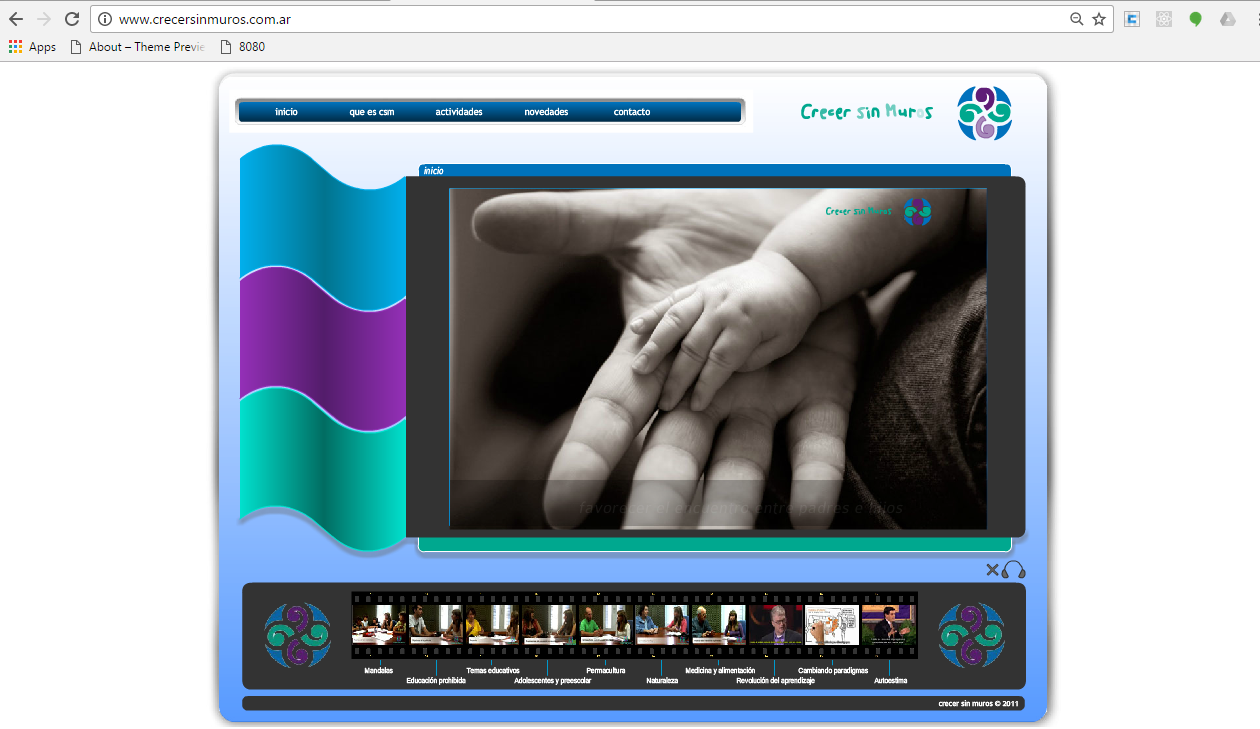 www.crecersinmuros.com.ar
Apps About – Theme Previe 8080
inicio que es csm actividades novedades contacto
Crecer sin Muros
inicio
Crecer sin Muros
favorecer el encuentro entre padres e hijos
Mandalas Temas educativos Permacultura Medicina y alimentación Cambiando paradigmas
Educación prohibida Adolescentes y preescolar Naturaleza Revolución del aprendizaje Autoestima
crecer sin muros © 2011